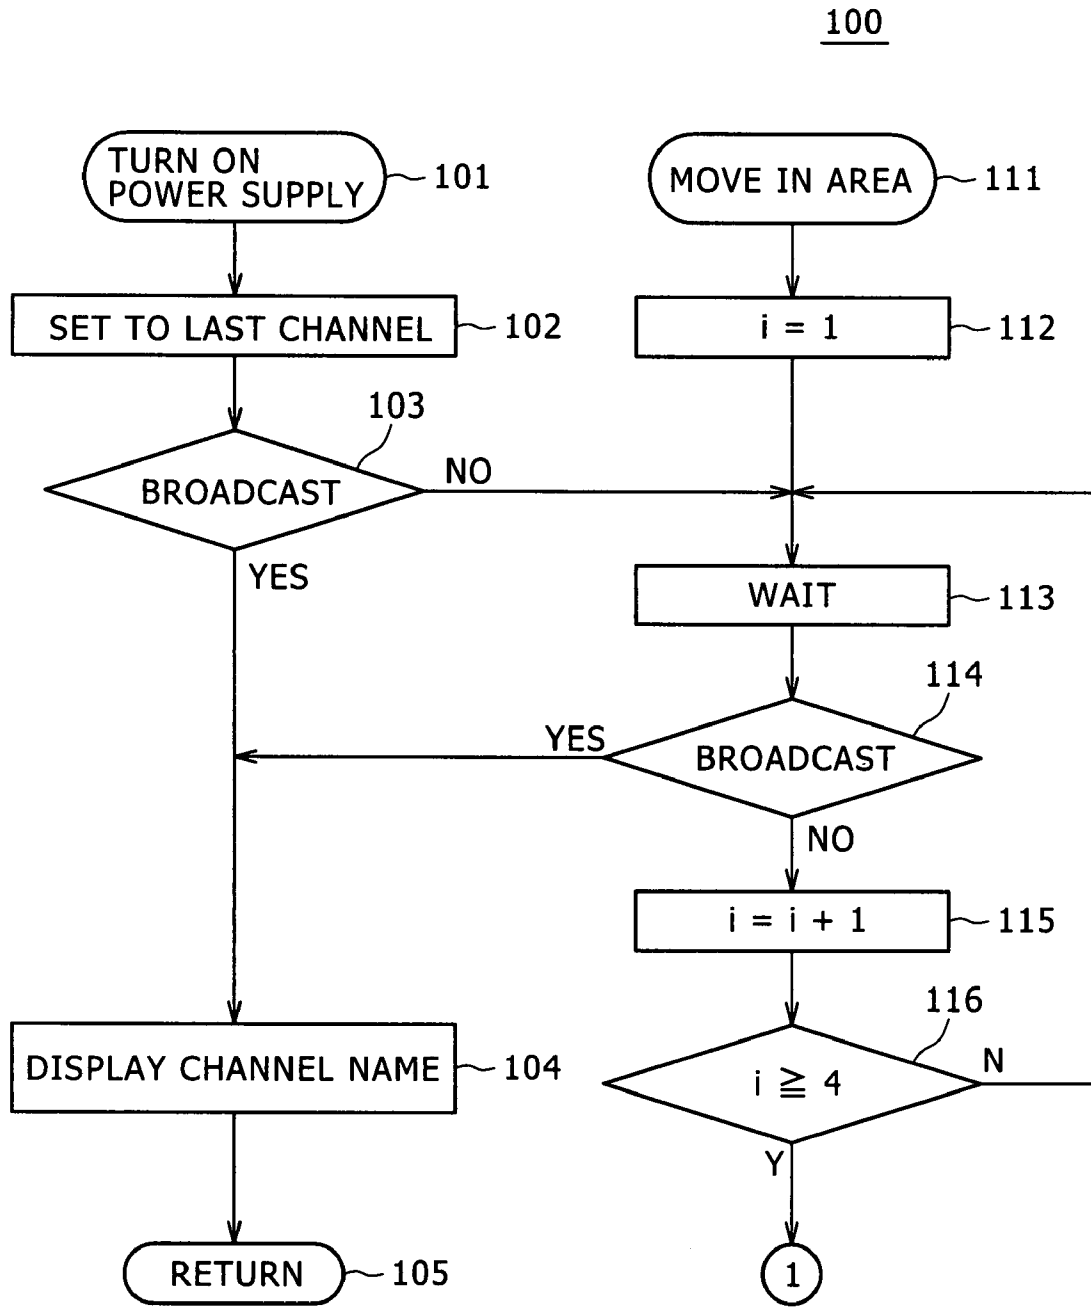 100
TURN ON
POWER SUPPLY
101
MOVE IN AREA
111
SET TO LAST CHANNEL
102
i = 1
112
103
BROADCAST
NO
YES
WAIT
113
114
YES
BROADCAST
NO
i = i + 1
115
116
DISPLAY CHANNEL NAME
104
i ≧ 4
N
Y
RETURN
105
1